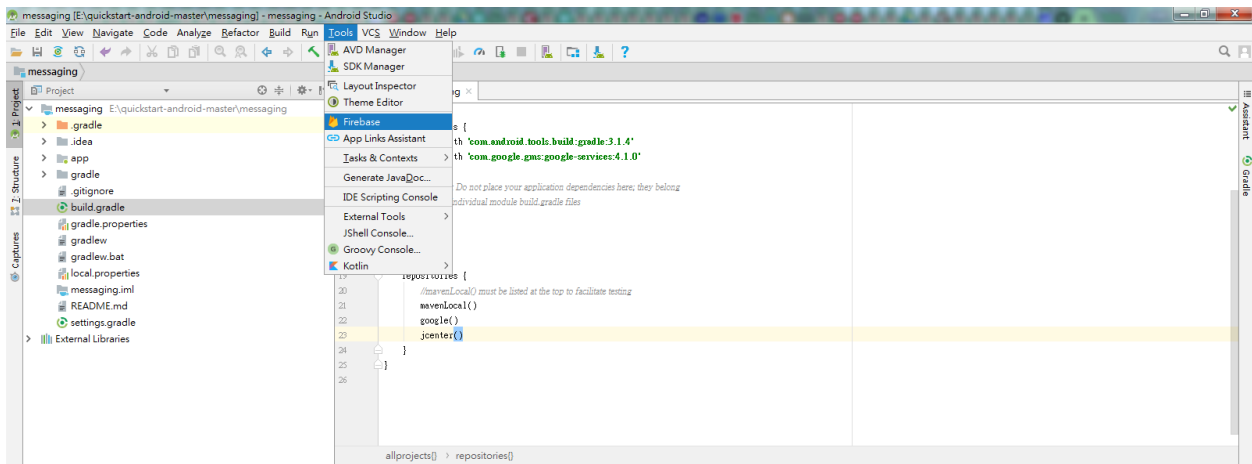 messaging [E:\quickstart-android-master\messaging] - messaging - Android Studio
File Edit View Navigate Code Analyze Refactor Build Run Tools VCS Window Help
messaging
Project
1: Project
7: Structure
Captures
messaging E:\quickstart-android-master\messaging
.gradle
.idea
app
gradle
.gitignore
build.gradle
gradle.properties
gradlew
gradlew.bat
local.properties
messaging.iml
README.md
settings.gradle
External Libraries
AVD Manager
SDK Manager
Layout Inspector
Theme Editor
Firebase
App Links Assistant
Tasks & Contexts
Generate JavaDoc...
IDE Scripting Console
External Tools
JShell Console...
Groovy Console...
Kotlin
s {
th 'com.android.tools.build:gradle:3.1.4'
th 'com.google.gms:google-services:4.1.0'
Do not place your application dependencies here; they belong
individual module build.gradle files
19 repositories {
20 //mavenLocal() must be listed at the top to facilitate testing
21 mavenLocal()
22 google()
23 jcenter()
24 }
25 }
26
allprojects{} › repositories{}
Assistant
Gradle